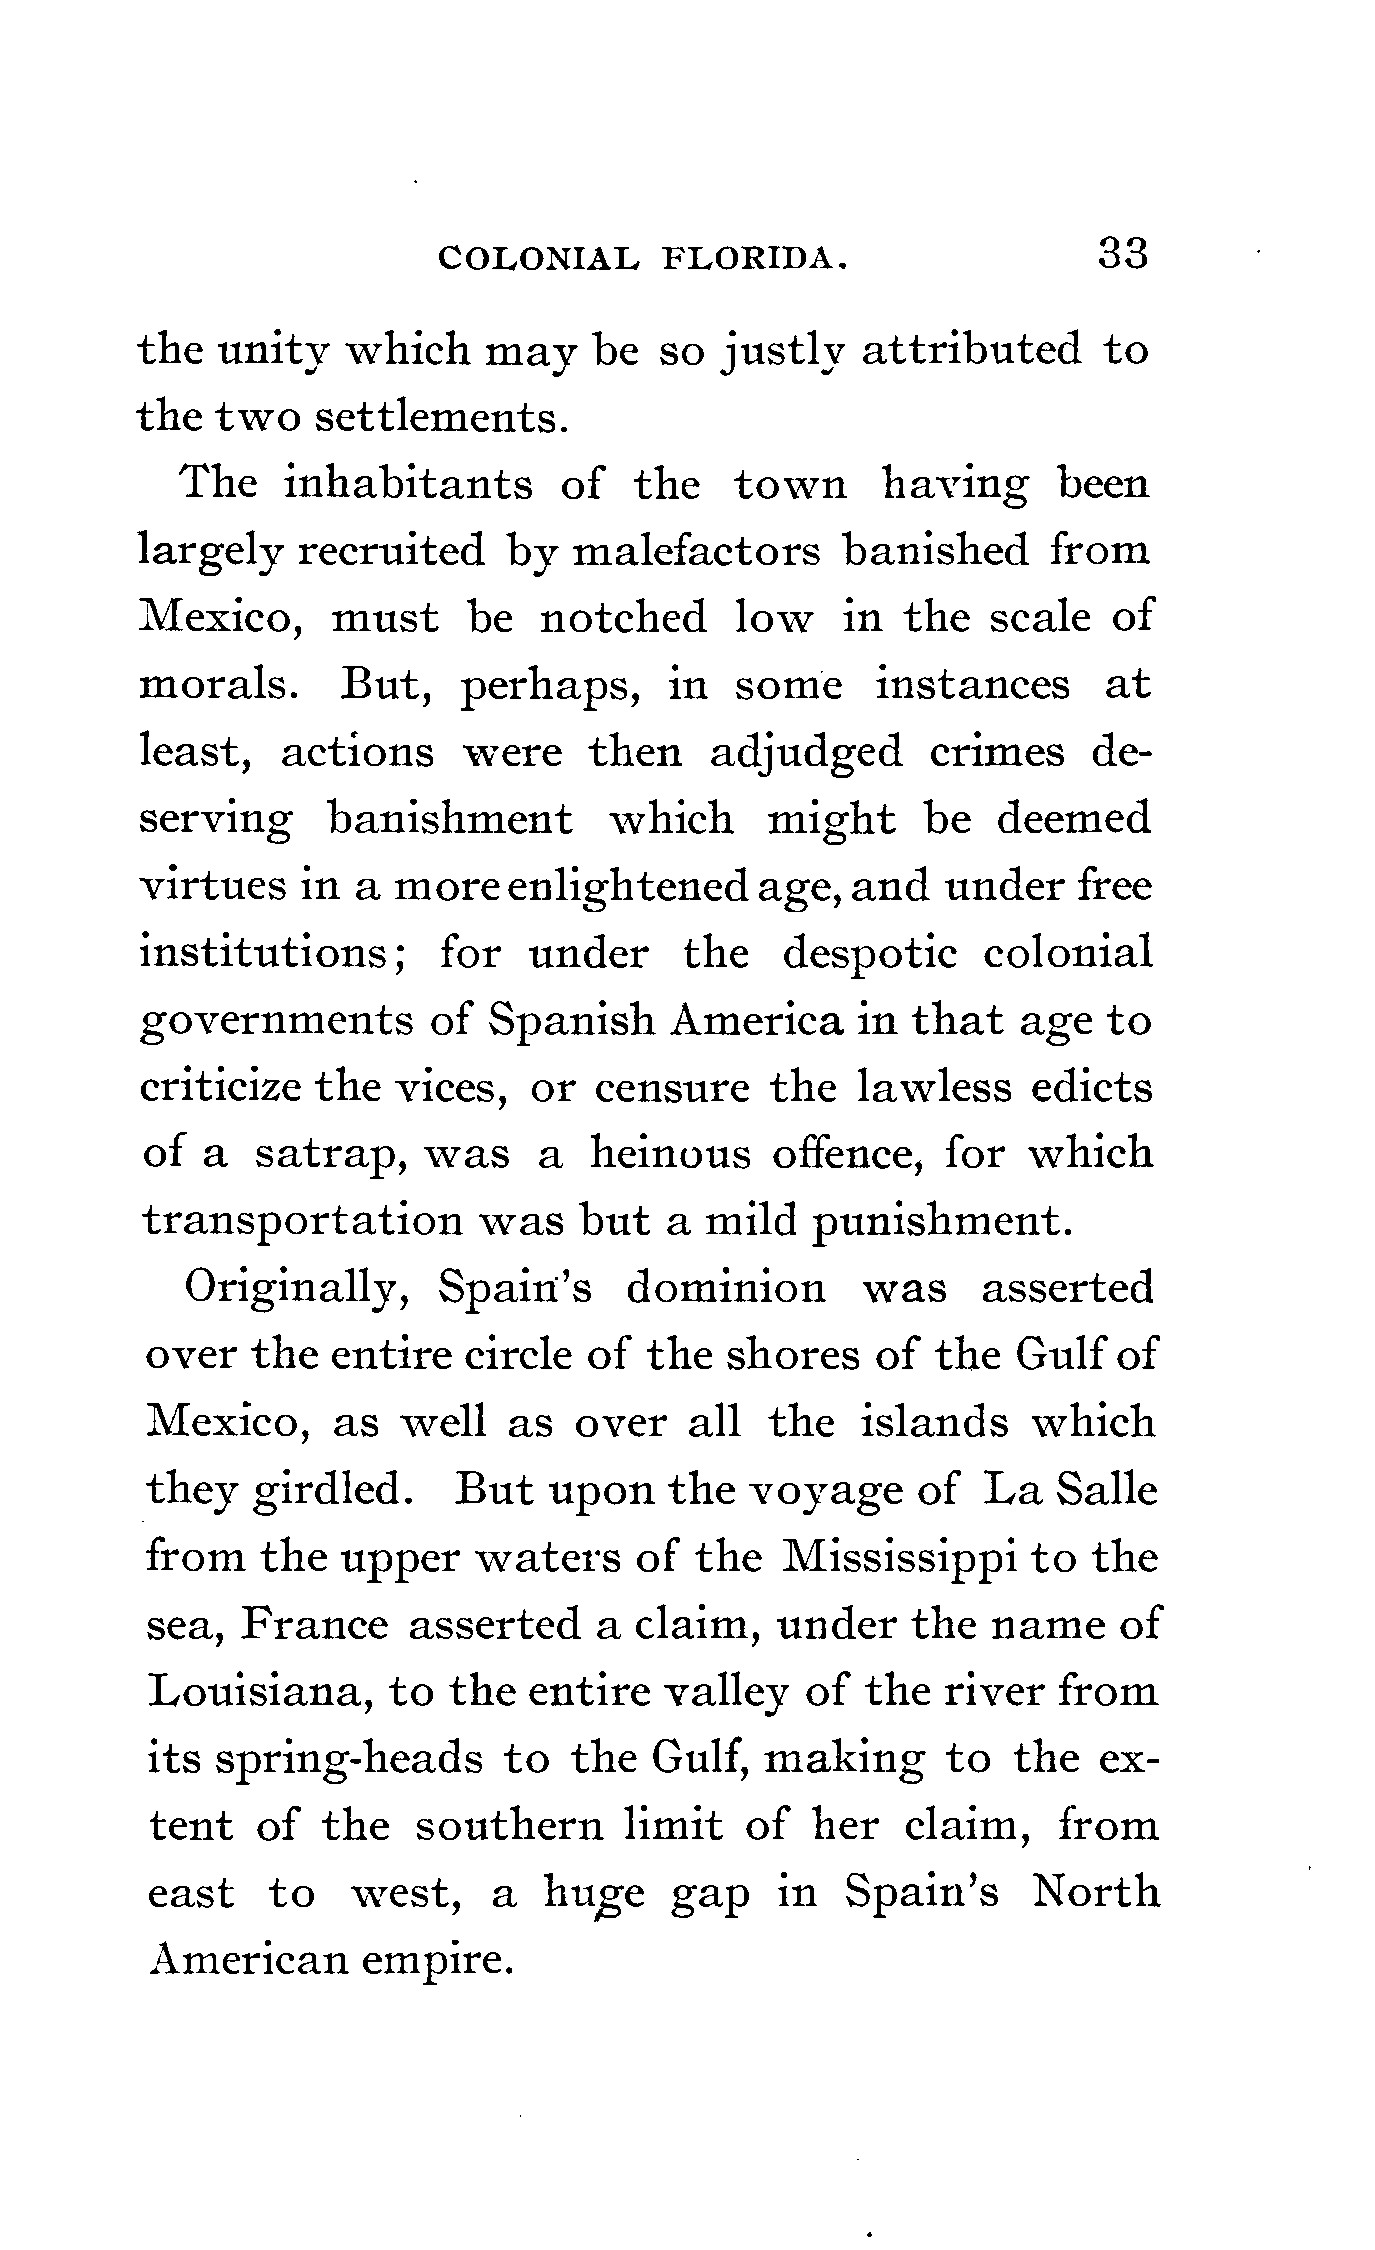 COLONIAL FLORIDA. 33
the unity which may be so justly attributed to
the two settlements.
The inhabitants of the town having been
largely recruited by malefactors banished from
Mexico, must be notched low in the scale of
morals. But, perhaps, in some instances at
least, actions were then adjudged crimes de-
serving banishment which might be deemed
virtues in a more enlightened age, and under free
institutions; for under the despotic colonial
governments of Spanish America in that age to
criticize the vices, or censure the lawless edicts
of a satrap, was a heinous offence, for which
transportation was but a mild punishment.
Originally, Spain's dominion was asserted
over the entire circle of the shores of the Gulf of
Mexico, as well as over all the islands which
they girdled. But upon the voyage of La Salle
from the upper waters of the Mississippi to the
sea, France asserted a claim, under the name of
Louisiana, to the entire valley of the river from
its spring-heads to the Gulf, making to the ex-
tent of the southern limit of her claim, from
east to west, a huge gap in Spain's North
American empire.